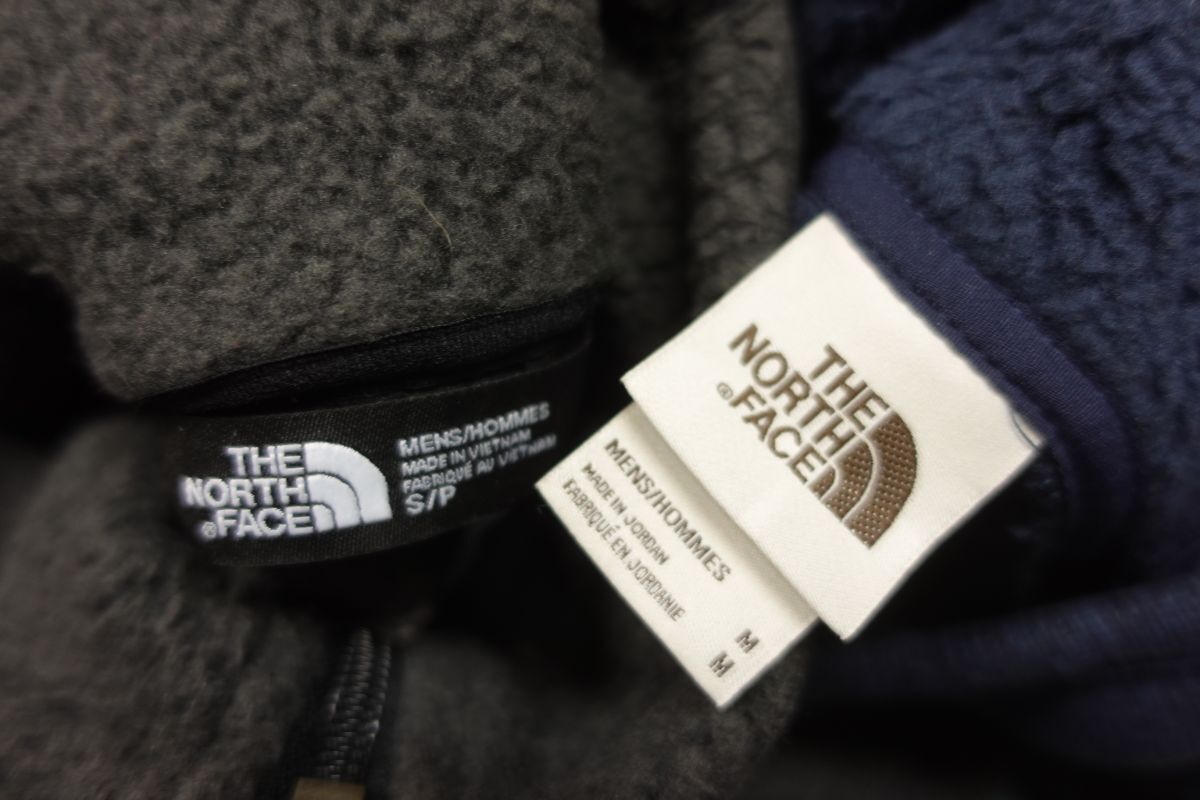 THE
NORTH
®FACE
MENS/HOMMES
MADE IN VIETNAM
FABRIQUÉ AU VIETNAM
S/P
THE
NORTH
®FACE
MENS/HOMMES
MADE IN JORDAN
FABRIQUÉ EN JORDANIE
M
M